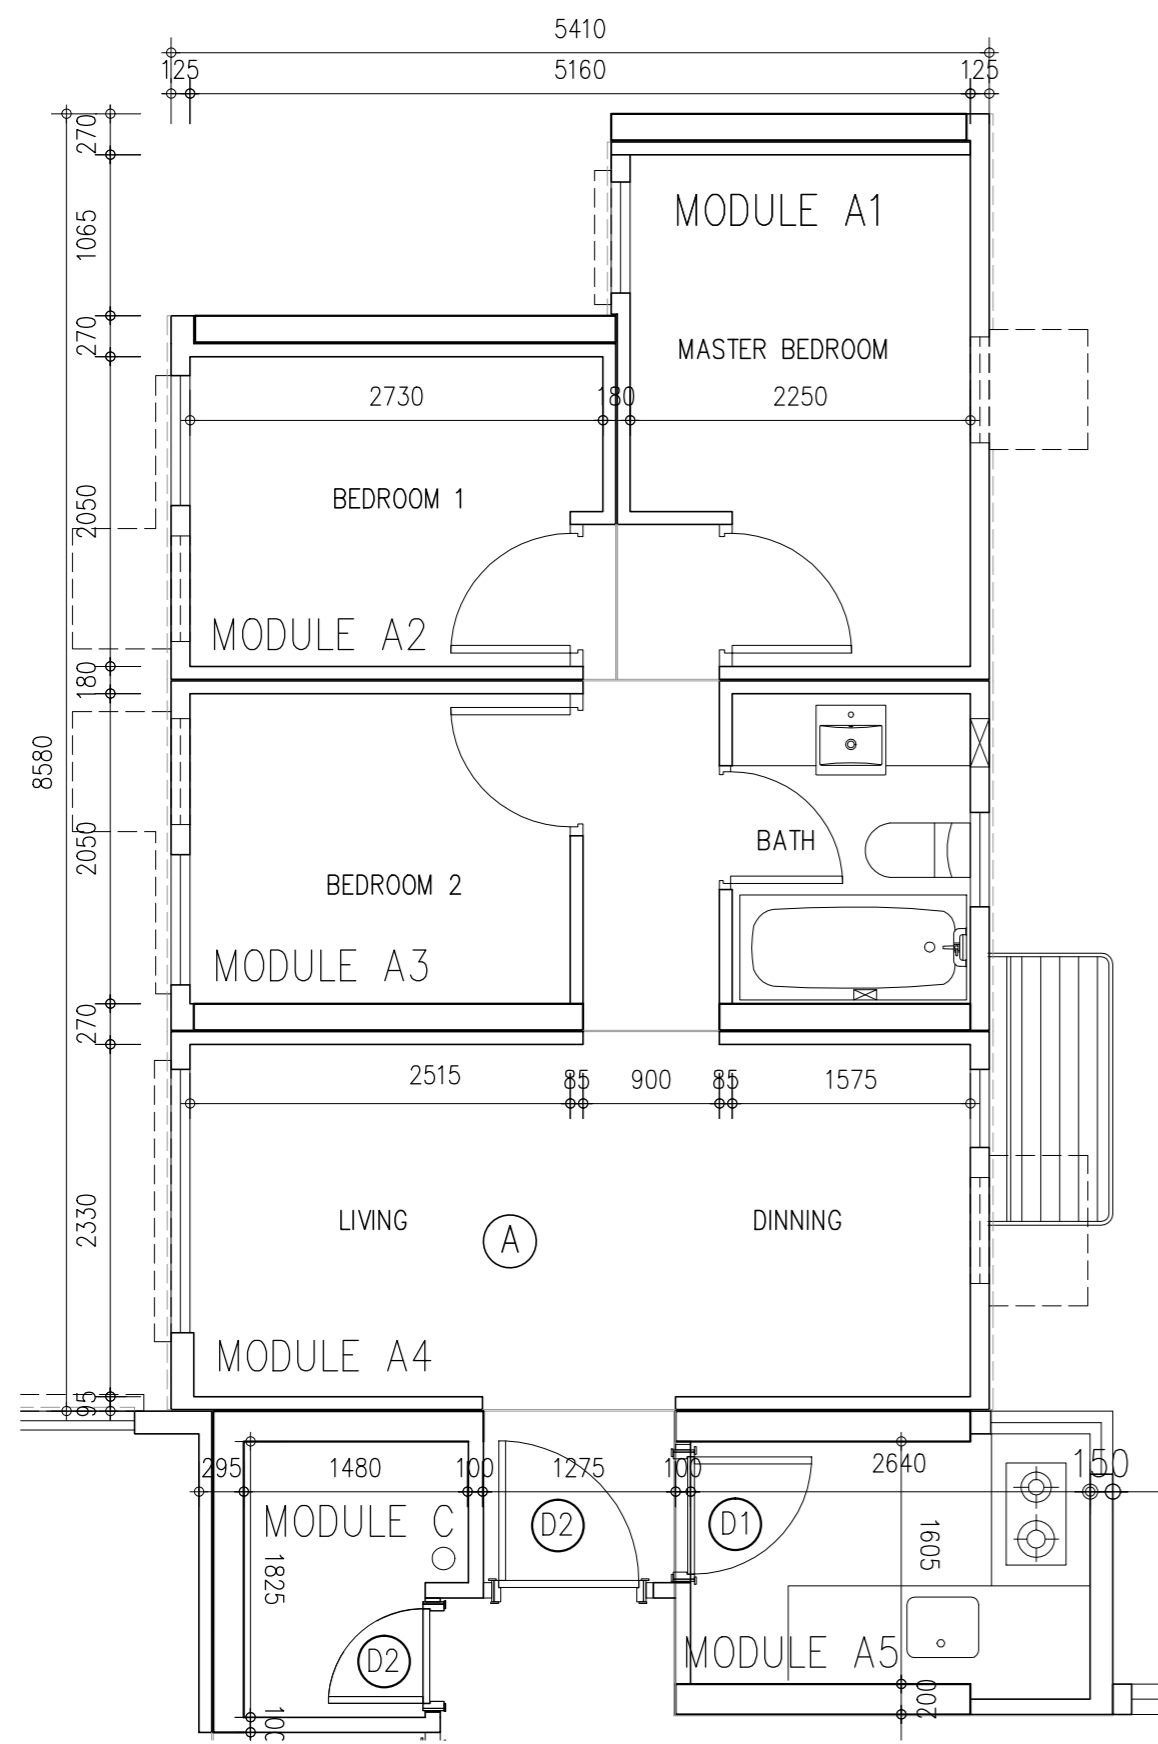 5410
125
5160
125
270
MODULE A1
1065
270
MASTER BEDROOM
2730
180
2250
BEDROOM 1
2050
MODULE A2
180
8580
BATH
2050
BEDROOM 2
MODULE A3
270
2515
85
900
85
1575
LIVING
DINNING
A
2330
MODULE A4
95
295
1480
100
1275
100
2640
150
MODULE C
D2
D1
1605
1825
MODULE A5
D2
200
100